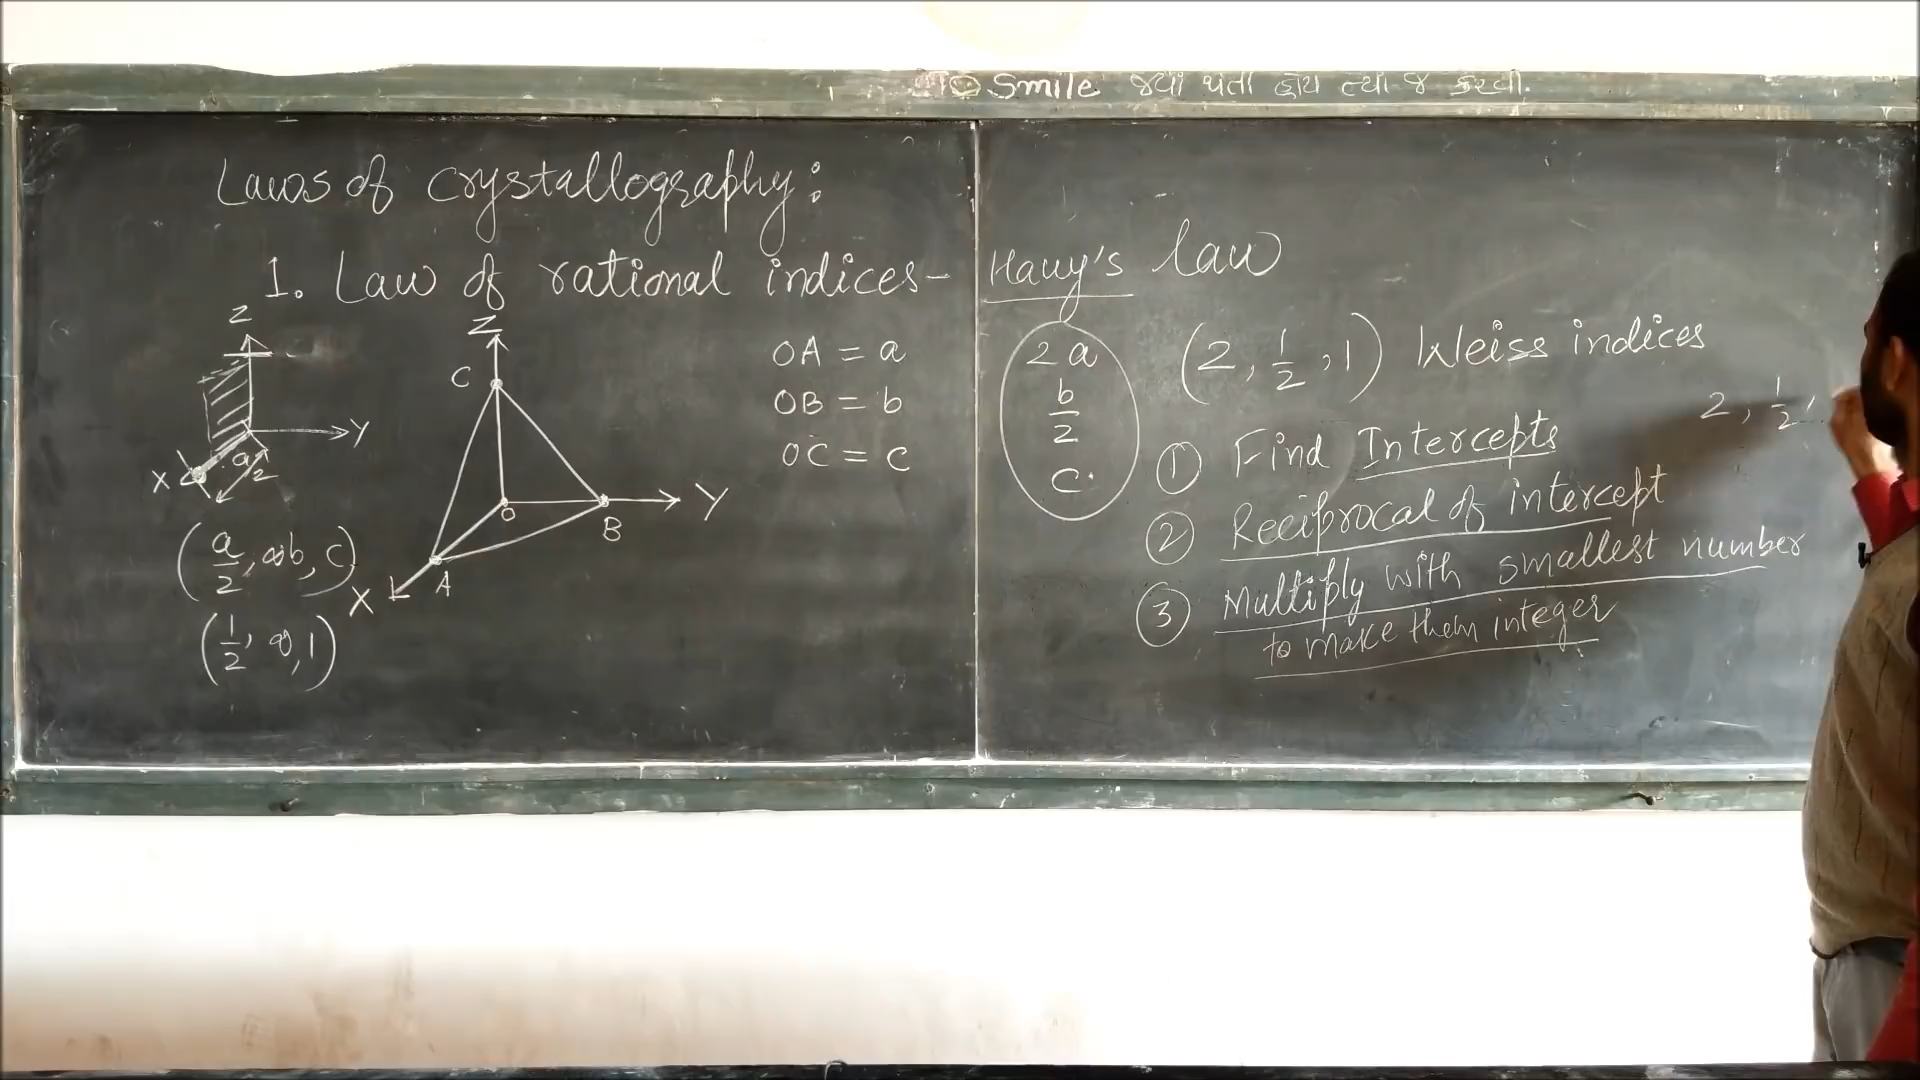 Smile જ્યાં થતા હોય ત્યાં જ કરવી.
Laws of crystallography:
1. Law of rational indices- Hauy's law
Z
Y
X
a
2
(a/2, ∞b, c)
(1/2, ∞, 1)
Z
C
O
B
Y
A
X
OA = a
OB = b
OC = c
2a
b/2
c.
(2, 1/2, 1) Weiss indices
2, 1/2,
① Find Intercepts
② Reciprocal of intercept
③ Multiply with smallest number
to make them integer